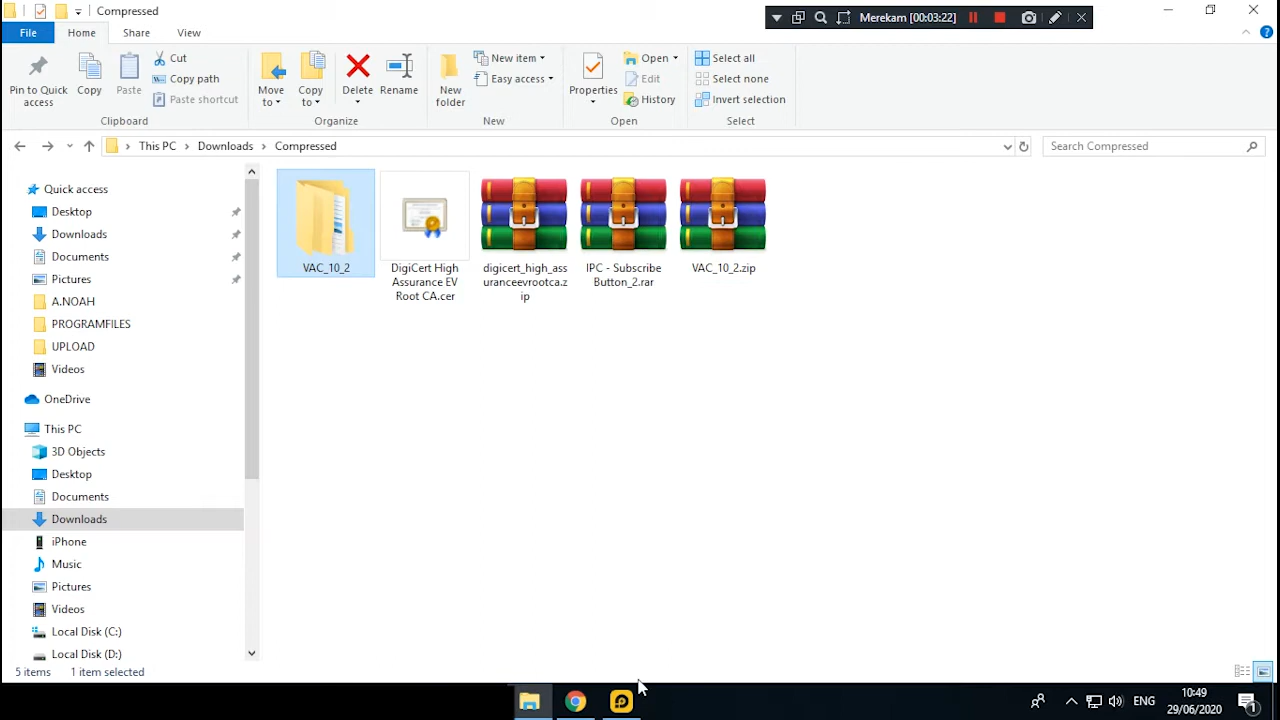 Compressed
Merekam [00:03:22]
File
Home
Share
View
Pin to Quick access
Copy
Paste
Cut
Copy path
Paste shortcut
Clipboard
Move to
Copy to
Delete
Rename
Organize
New folder
New item
Easy access
New
Properties
Open
Edit
History
Open
Select all
Select none
Invert selection
Select
This PC
Downloads
Compressed
Search Compressed
Quick access
Desktop
Downloads
Documents
Pictures
A.NOAH
PROGRAMFILES
UPLOAD
Videos
OneDrive
This PC
3D Objects
Desktop
Documents
Downloads
iPhone
Music
Pictures
Videos
Local Disk (C:)
Local Disk (D:)
VAC_10_2
DigiCert High
Assurance EV
Root CA.cer
digicert_high_ass
uranceevrootca.z
ip
IPC - Subscribe
Button_2.rar
VAC_10_2.zip
5 items
1 item selected
ENG
10:49
29/06/2020
1